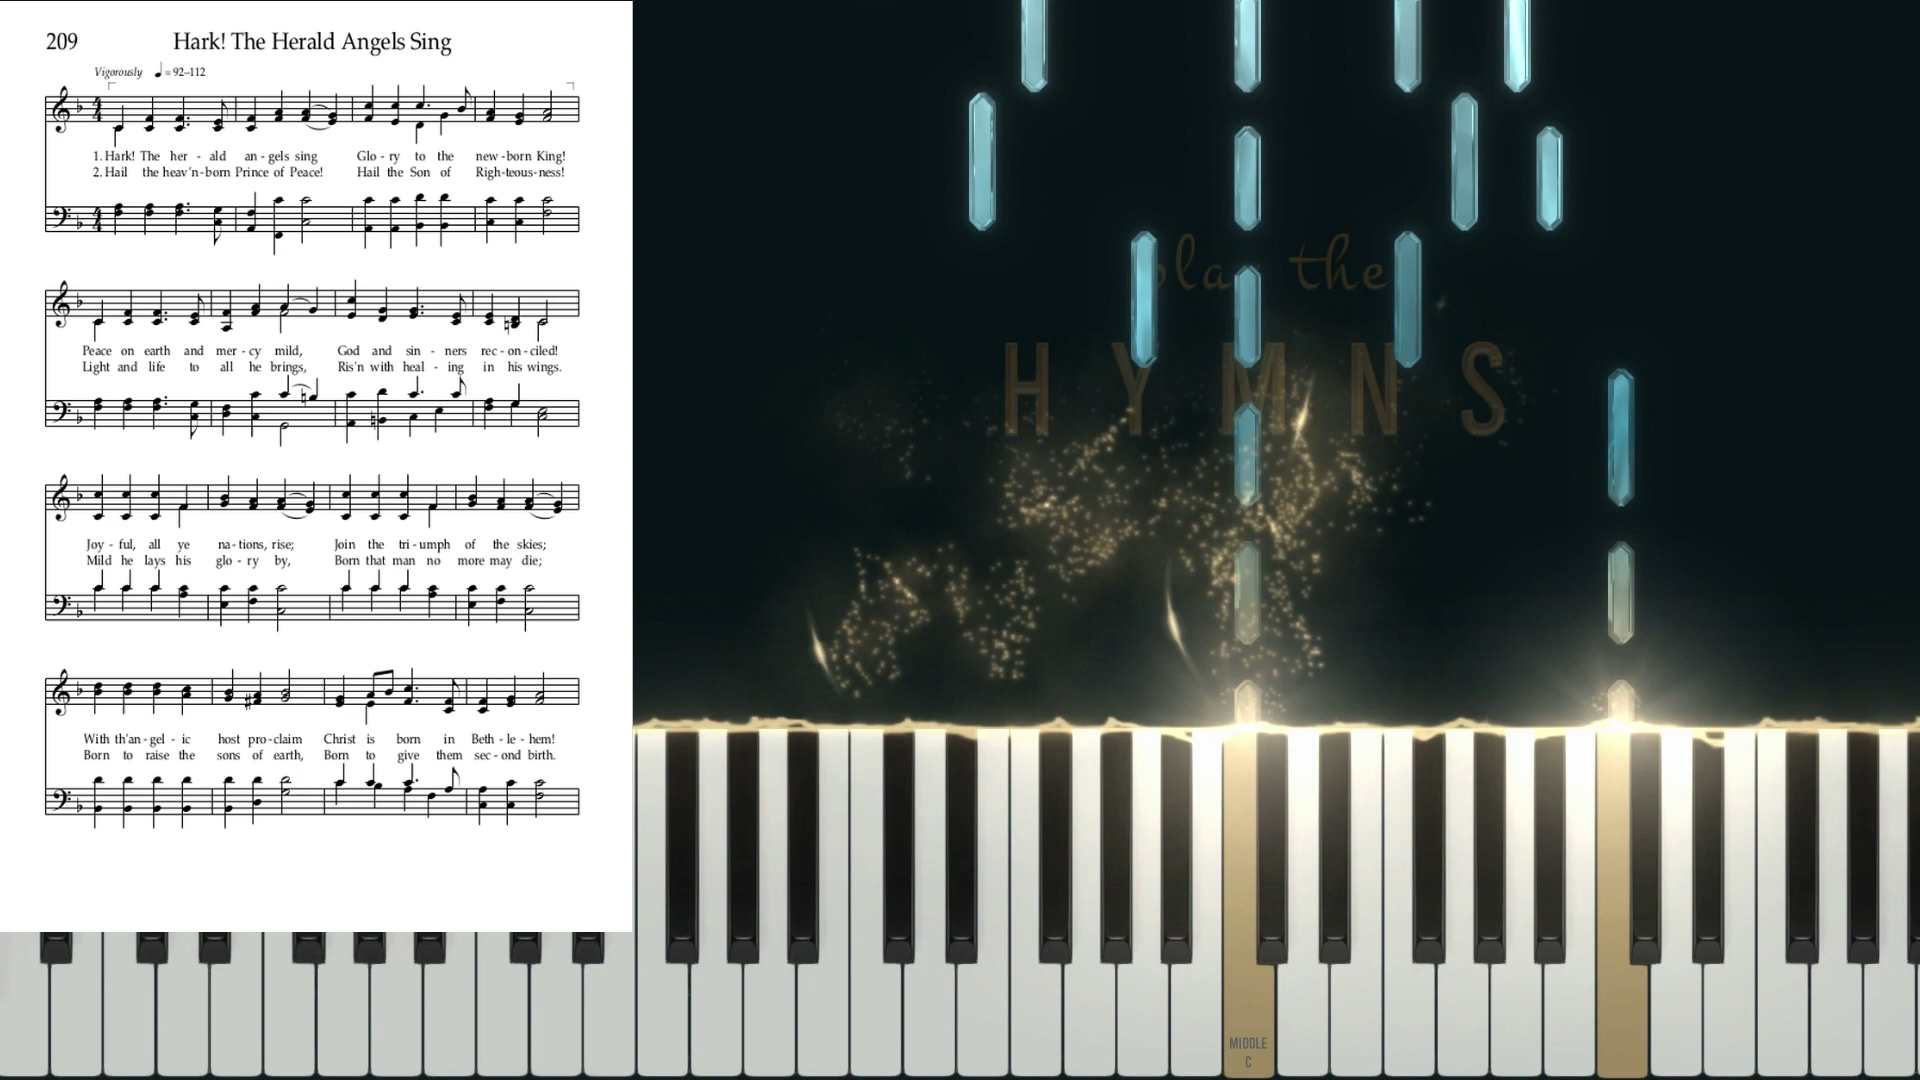 209 Hark! The Herald Angels Sing
Vigorously ♩ = 92–112
1. Hark! The her - ald an - gels sing Glo - ry to the new - born King!
2. Hail the heav'n - born Prince of Peace! Hail the Son of Righ - teous - ness!
Peace on earth and mer - cy mild, God and sin - ners rec - on - ciled!
Light and life to all he brings, Ris'n with heal - ing in his wings.
Joy - ful, all ye na - tions, rise; Join the tri - umph of the skies;
Mild he lays his glo - ry by, Born that man no more may die;
With th'an - gel - ic host pro - claim Christ is born in Beth - le - hem!
Born to raise the sons of earth, Born to give them sec - ond birth.
play the
HYMNS
MIDDLE
C